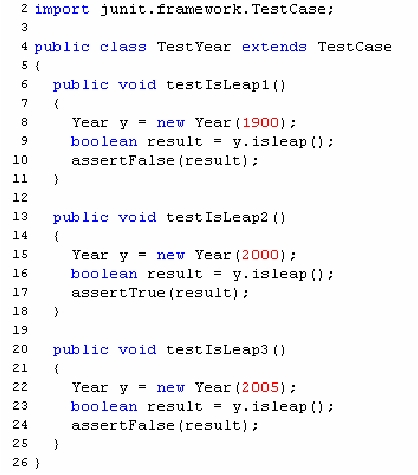 2 import junit.framework.TestCase;
3
4 public class TestYear extends TestCase
5 {
6 public void testIsLeap1()
7 {
8 Year y = new Year(1900);
9 boolean result = y.isleap();
10 assertFalse(result);
11 }
12
13 public void testIsLeap2()
14 {
15 Year y = new Year(2000);
16 boolean result = y.isleap();
17 assertTrue(result);
18 }
19
20 public void testIsLeap3()
21 {
22 Year y = new Year(2005);
23 boolean result = y.isleap();
24 assertFalse(result);
25 }
26 }